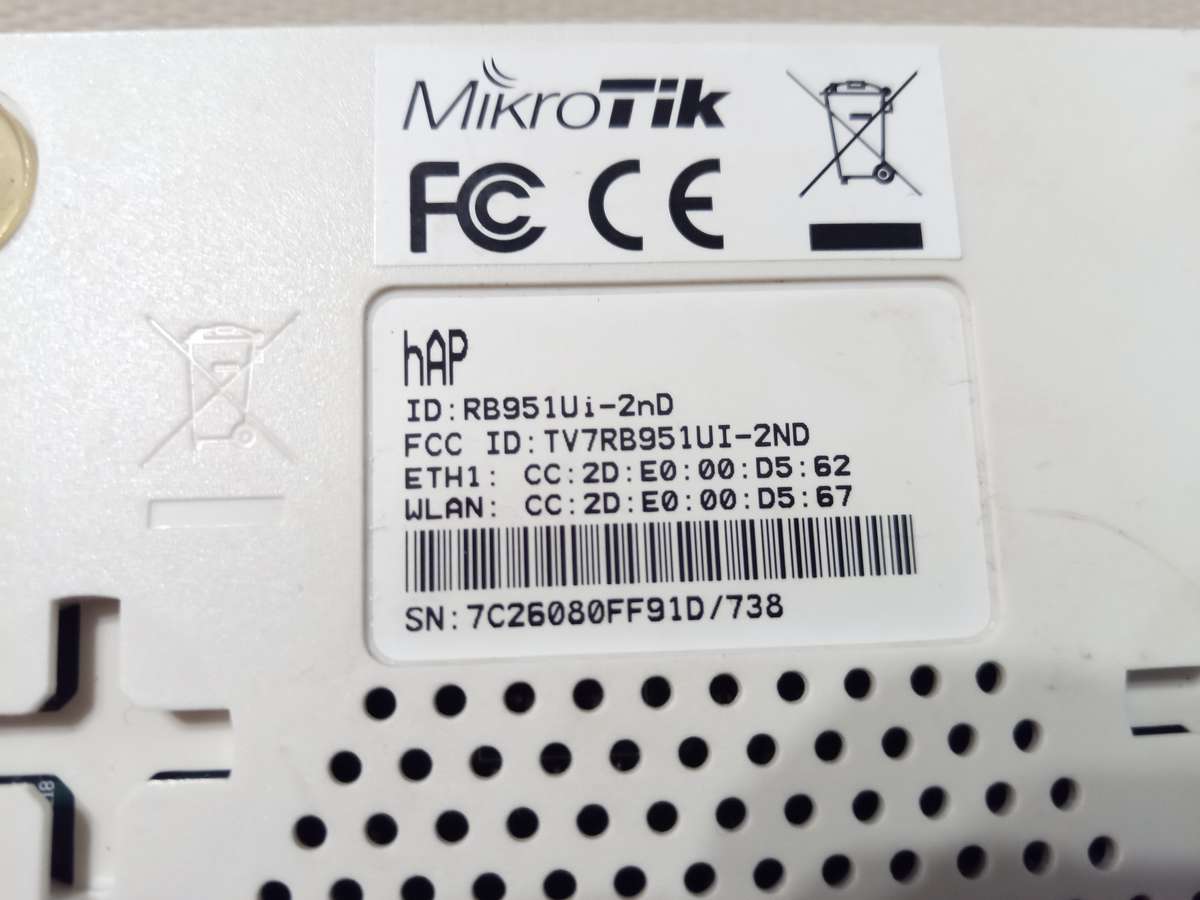 MikroTik
FC CE
hAP
ID:RB951Ui-2nD
FCC ID:TV7RB951UI-2ND
ETH1: CC:2D:E0:00:D5:62
WLAN: CC:2D:E0:00:D5:67
SN:7C26080FF91D/738
18